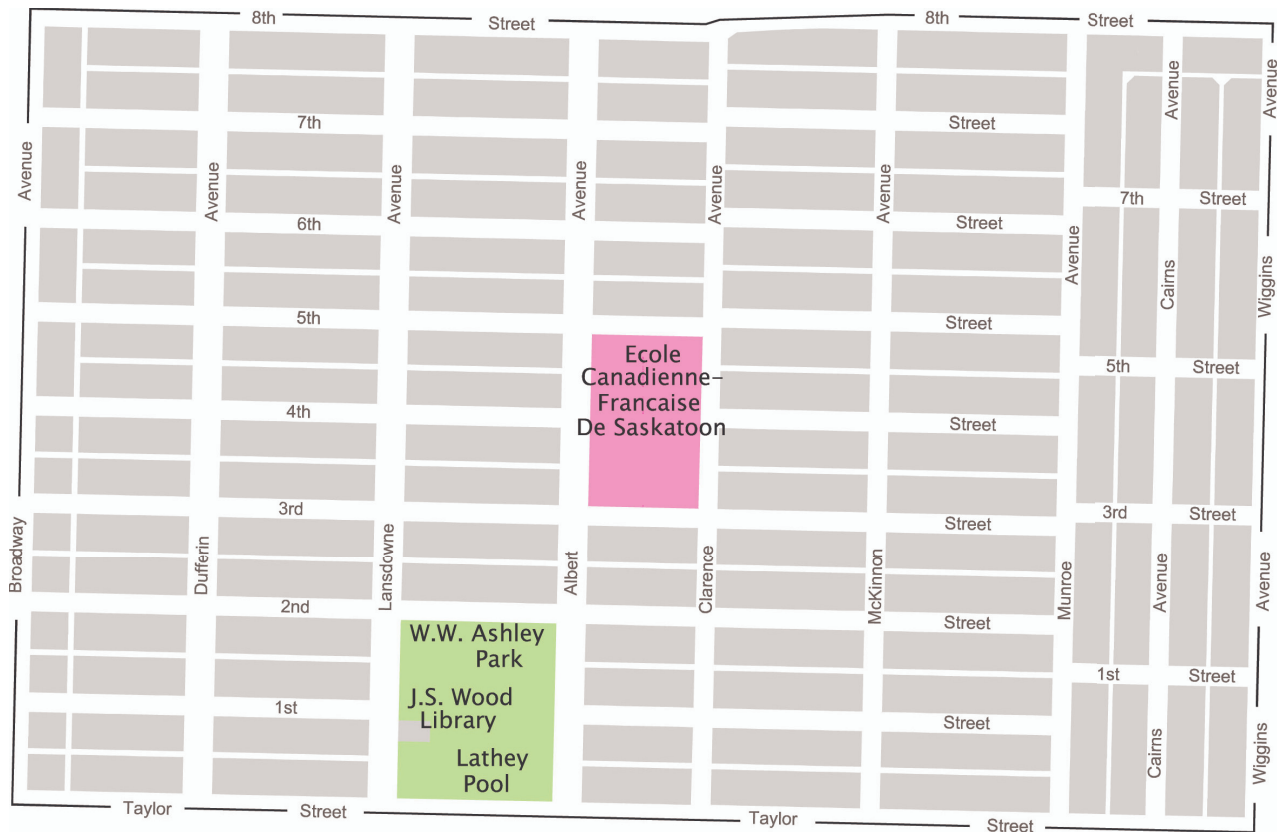 8th Street 8th Street
Avenue Avenue
7th Street
Avenue Avenue Avenue Avenue Avenue Avenue
7th Street
6th Street
Avenue
Cairns Wiggins
5th Street
Ecole
Canadienne-
Francaise
De Saskatoon
5th Street
4th Street
3rd Street
3rd Street
Broadway Dufferin Lansdowne Albert Clarence McKinnon Munroe Avenue Avenue
2nd Street
W.W. Ashley
Park
1st Street
J.S. Wood
Library
1st Street
Lathey
Pool
Cairns Wiggins
Taylor Street Taylor Street